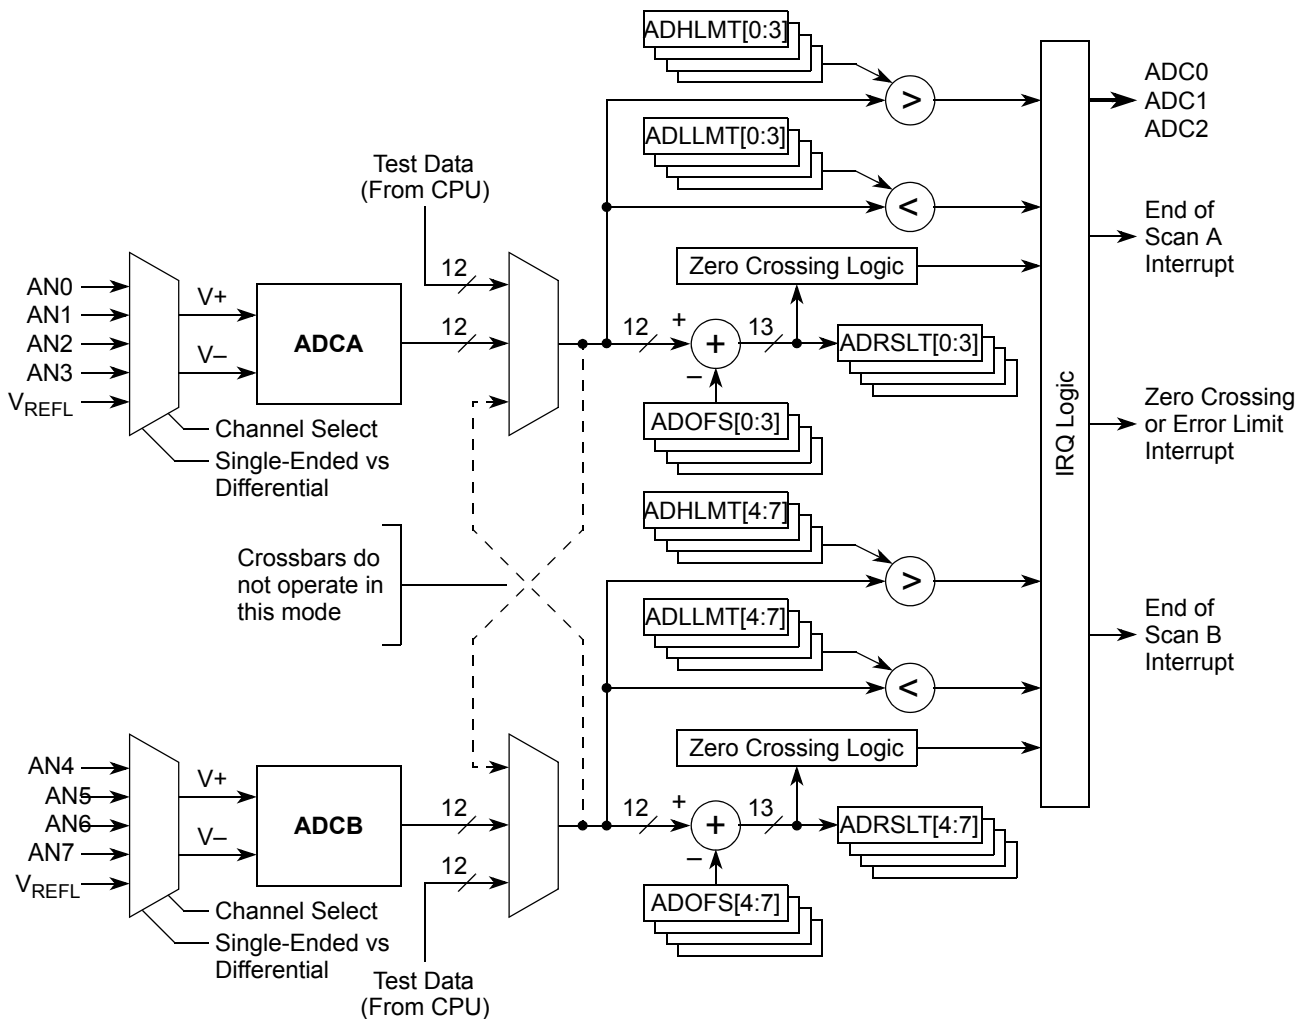 ADHLMT[0:3]
>
ADC0
ADC1
ADC2
ADLLMT[0:3]
<
Test Data
(From CPU)
End of
Scan A
Interrupt
12
Zero Crossing Logic
AN0
AN1
AN2
AN3
VREFL
V+
V–
ADCA
12
12
+
+
–
13
ADRSLT[0:3]
ADOFS[0:3]
Channel Select
Single-Ended vs
Differential
IRQ Logic
Zero Crossing
or Error Limit
Interrupt
ADHLMT[4:7]
>
Crossbars do
not operate in
this mode
ADLLMT[4:7]
<
End of
Scan B
Interrupt
Zero Crossing Logic
AN4
AN5
AN6
AN7
VREFL
V+
V–
ADCB
12
12
12
+
+
–
13
ADRSLT[4:7]
ADOFS[4:7]
Channel Select
Single-Ended vs
Differential
Test Data
(From CPU)